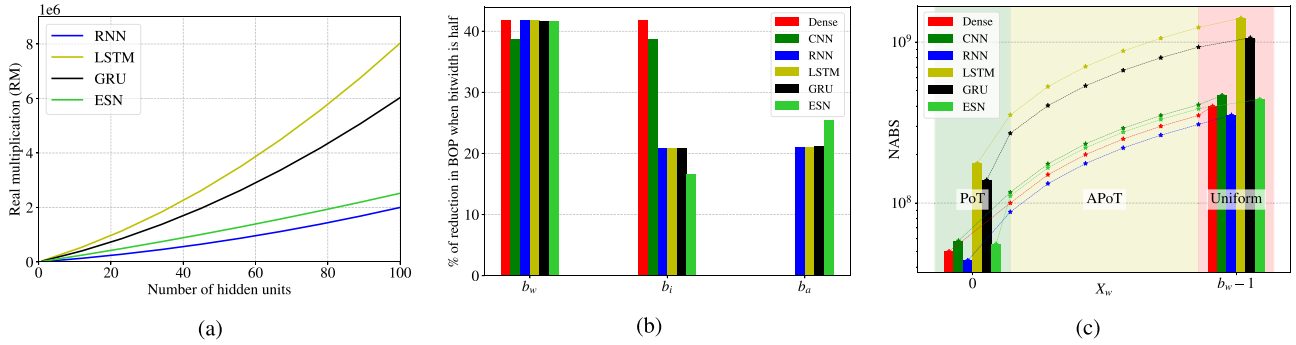 1e6
8
6
4
2
0
0
20
40
60
80
100
Real multiplication (RM)
Number of hidden units
RNN
LSTM
GRU
ESN
(a)
% of reduction in BOP when bitwidth is half
40
30
20
10
0
b_w
b_i
b_a
Dense
CNN
RNN
LSTM
GRU
ESN
(b)
NABS
10^9
10^8
Dense
CNN
RNN
LSTM
GRU
ESN
PoT
APoT
Uniform
0
X_w
b_w − 1
(c)